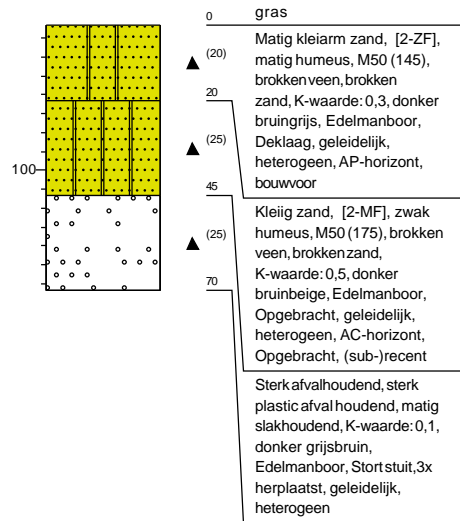 0 gras
Matig kleiarm zand, [2-ZF],
matig humeus, M50 (145),
brokken veen, brokken
zand, K-waarde: 0,3, donker
bruingrijs, Edelmanboor,
Deklaag, geleidelijk,
heterogeen, AP-horizont,
bouwvoor
(20)
20
(25)
100
45
Kleiig zand, [2-MF], zwak
humeus, M50 (175), brokken
veen, brokken zand,
K-waarde: 0,5, donker
bruinbeige, Edelmanboor,
Opgebracht, geleidelijk,
heterogeen, AC-horizont,
Opgebracht, (sub-)recent
(25)
70
Sterk afvalhoudend, sterk
plastic afval houdend, matig
slakhoudend, K-waarde: 0,1,
donker grijsbruin,
Edelmanboor, Stort stuit, 3x
herplaatst, geleidelijk,
heterogeen